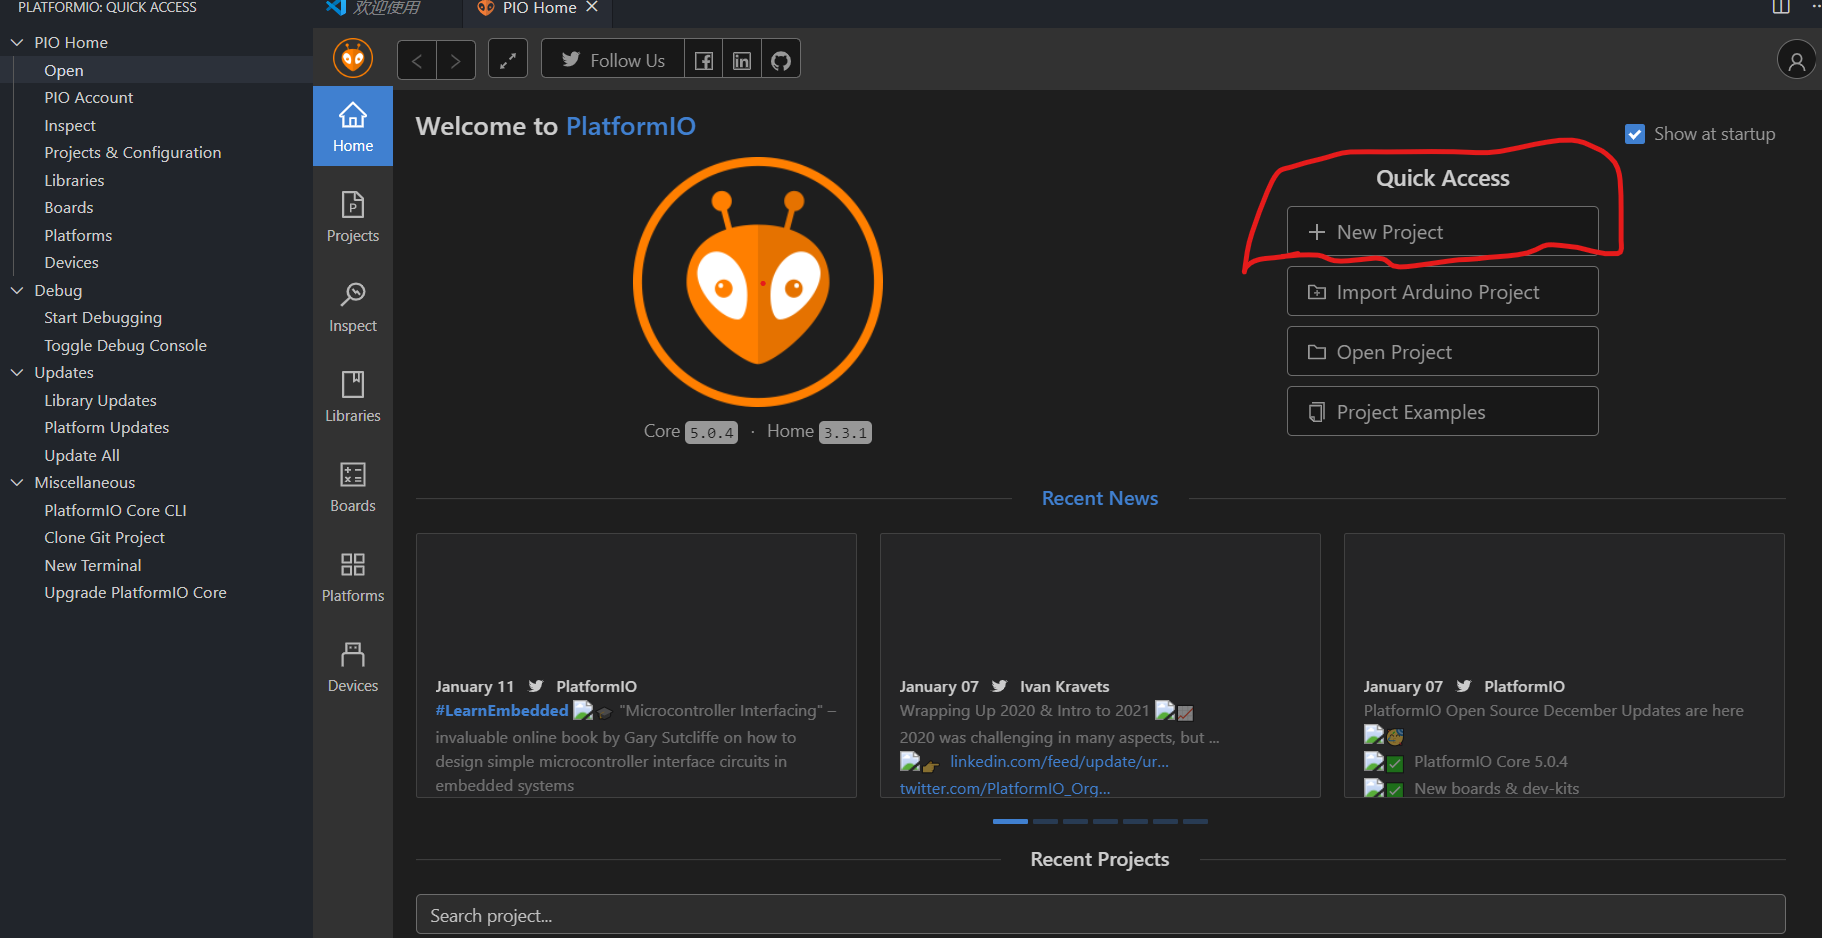 PLATFORMIO: QUICK ACCESS
PIO Home
Open
PIO Account
Inspect
Projects & Configuration
Libraries
Boards
Platforms
Devices
Debug
Start Debugging
Toggle Debug Console
Updates
Library Updates
Platform Updates
Update All
Miscellaneous
PlatformIO Core CLI
Clone Git Project
New Terminal
Upgrade PlatformIO Core
欢迎使用
PIO Home
Follow Us
Home
Projects
Inspect
Libraries
Boards
Platforms
Devices
Welcome to PlatformIO
Show at startup
Core 5.0.4 · Home 3.3.1
Quick Access
New Project
Import Arduino Project
Open Project
Project Examples
Recent News
January 11 PlatformIO
#LearnEmbedded "Microcontroller Interfacing" –
invaluable online book by Gary Sutcliffe on how to
design simple microcontroller interface circuits in
embedded systems
January 07 Ivan Kravets
Wrapping Up 2020 & Intro to 2021
2020 was challenging in many aspects, but ...
linkedin.com/feed/update/ur...
twitter.com/PlatformIO_Org...
January 07 PlatformIO
PlatformIO Open Source December Updates are here
PlatformIO Core 5.0.4
New boards & dev-kits
Recent Projects
Search project...